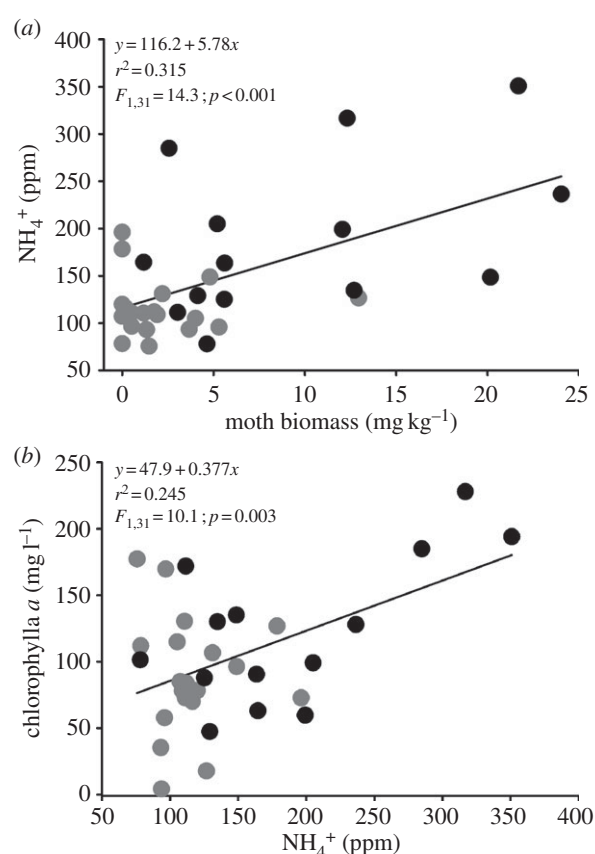 (a)
400
350
300
250
200
150
100
50
NH₄⁺ (ppm)
y=116.2+5.78x
r²=0.315
F₁,₃₁=14.3; p<0.001
0 5 10 15 20 25
moth biomass (mg kg⁻¹)
(b)
250
200
150
100
50
0
chlorophylla a (mg l⁻¹)
y=47.9+0.377x
r²=0.245
F₁,₃₁=10.1; p=0.003
50 100 150 200 250 300 350 400
NH₄⁺ (ppm)